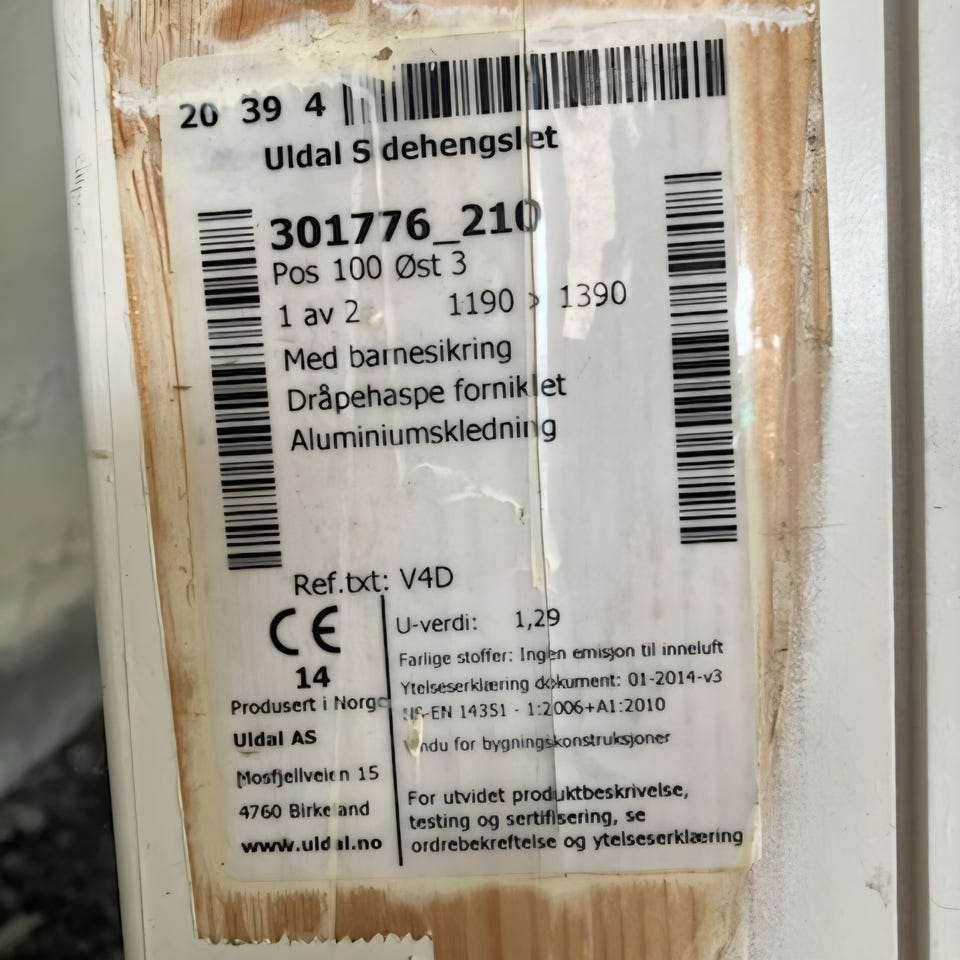 20 39 4
Uldal S dehengslet
301776_210
Pos 100 Øst 3
1 av 2 1190 x 1390
Med barnesikring
Dråpehaspe forniklet
Aluminiumskledning
Ref.txt: V4D
CE
14
Produsert i Norge
Uldal AS
Mosfjellveien 15
4760 Birkeland
www.uldal.no
U-verdi: 1,29
Farlige stoffer: Ingen emisjon til inneluft
Ytelseserklæring dokument: 01-2014-v3
NS-EN 14351 - 1:2006+A1:2010
Vindu for bygningskonstruksjoner
For utvidet produktbeskrivelse,
testing og sertifisering, se
ordrebekreftelse og ytelseserklæring